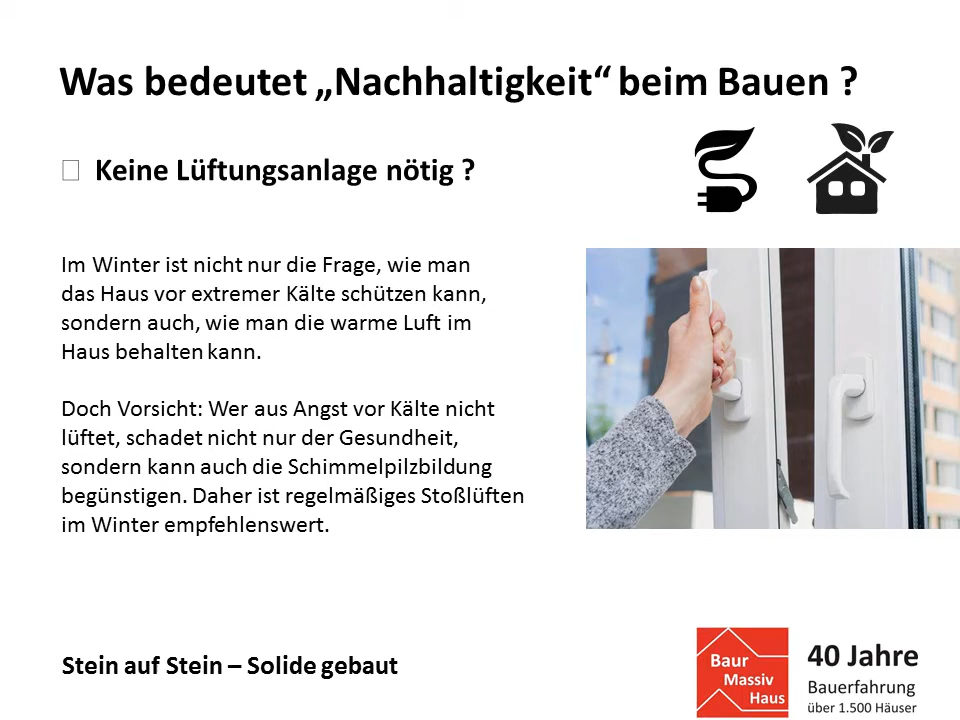 Was bedeutet „Nachhaltigkeit“ beim Bauen ?
Keine Lüftungsanlage nötig ?
Im Winter ist nicht nur die Frage, wie man
das Haus vor extremer Kälte schützen kann,
sondern auch, wie man die warme Luft im
Haus behalten kann.
Doch Vorsicht: Wer aus Angst vor Kälte nicht
lüftet, schadet nicht nur der Gesundheit,
sondern kann auch die Schimmelpilzbildung
begünstigen. Daher ist regelmäßiges Stoßlüften
im Winter empfehlenswert.
Stein auf Stein – Solide gebaut
Baur
Massiv
Haus
40 Jahre
Bauerfahrung
über 1.500 Häuser